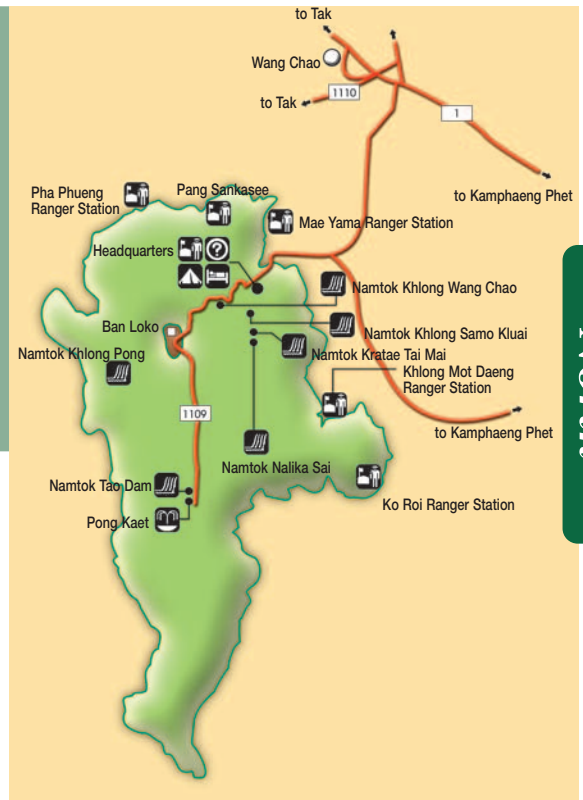 to Tak
Wang Chao
1110
to Tak
1
to Kamphaeng Phet
Pha Phueng
Ranger Station
Pang Sankasee
Mae Yama Ranger Station
Headquarters
?
Namtok Khlong Wang Chao
Ban Loko
Namtok Khlong Samo Kluai
Namtok Khlong Pong
Namtok Kratae Tai Mai
Khlong Mot Daeng
Ranger Station
1109
to Kamphaeng Phet
Namtok Nalika Sai
Namtok Tao Dam
Ko Roi Ranger Station
Pong Kaet